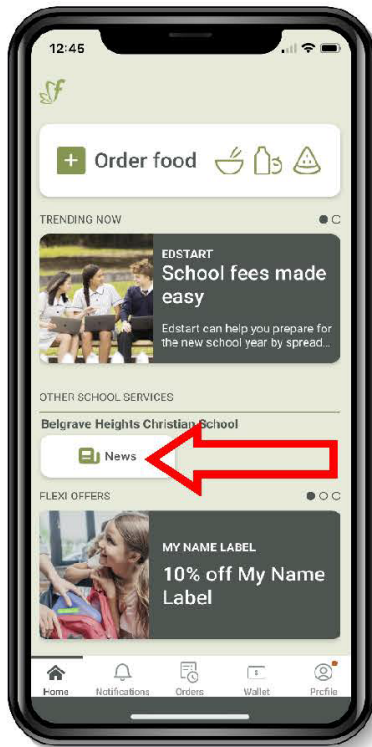 12:45
Order food
TRENDING NOW
EDSTART
School fees made
easy
Edstart can help you prepare for
the new school year by spread...
OTHER SCHOOL SERVICES
Belgrave Heights Christian School
News
FLEXI OFFERS
MY NAME LABEL
10% off My Name
Label
Home
Notifications
Orders
Wallet
Profile